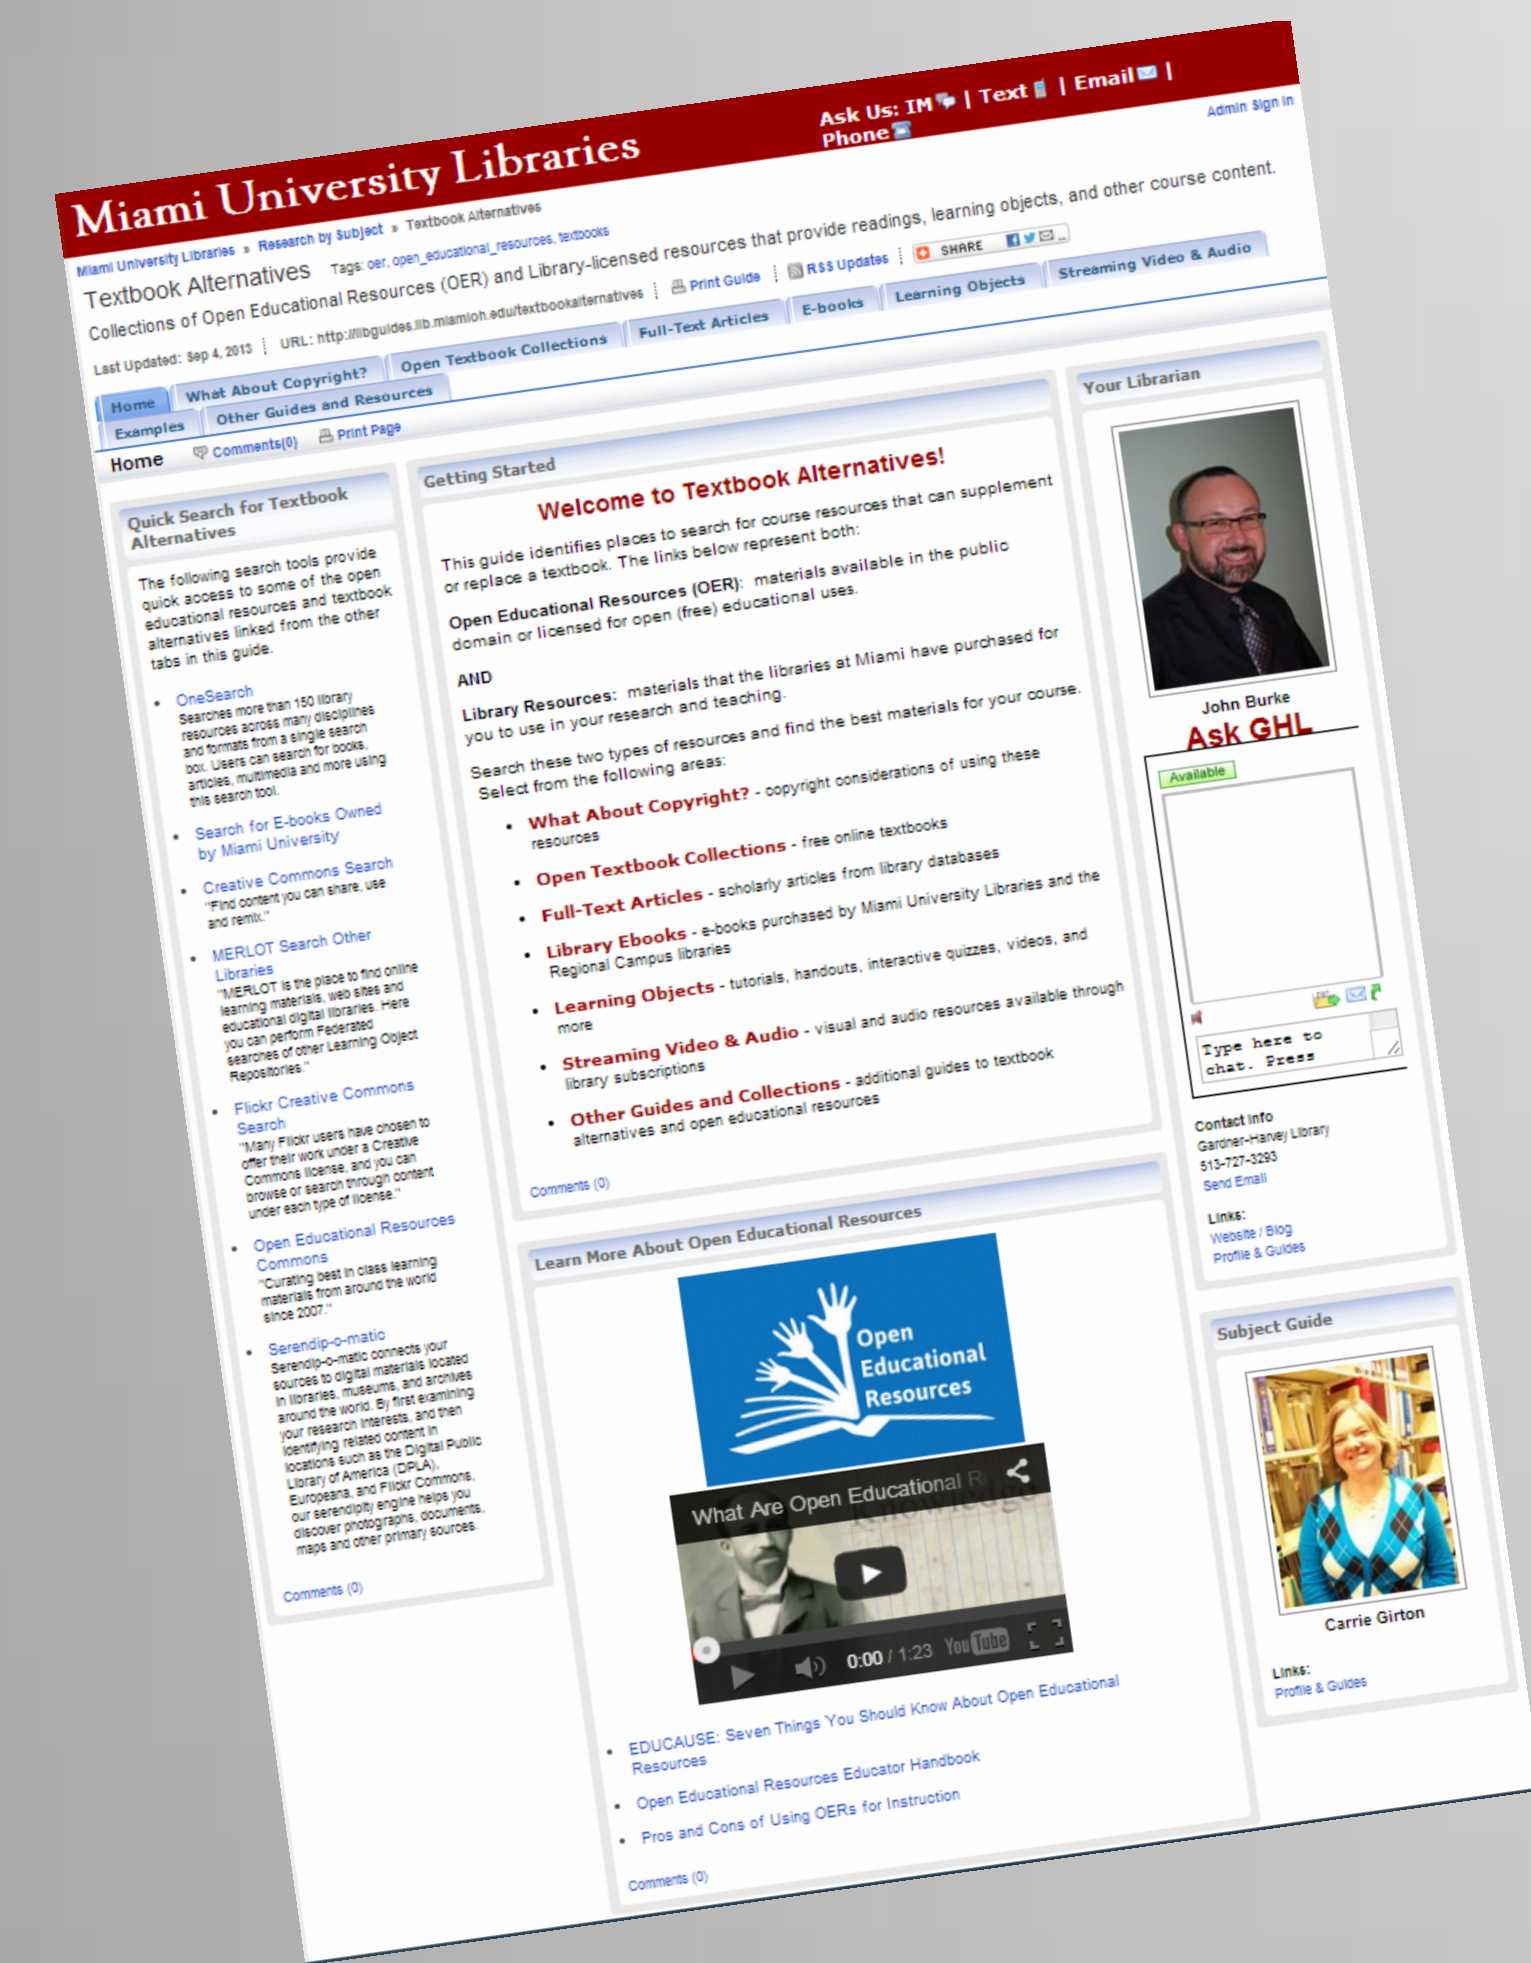 Miami University Libraries
Ask Us: IM | Text | Email |
Phone
Admin Sign In
Miami University Libraries » Research by Subject » Textbook Alternatives
Textbook Alternatives Tags: oer, open_educational_resources, textbooks
Collections of Open Educational Resources (OER) and Library-licensed resources that provide readings, learning objects, and other course content.
Last Updated: Sep 4, 2013 URL: http://libguides.lib.miamioh.edu/textbookalternatives Print Guide RSS Updates SHARE
Home What About Copyright? Open Textbook Collections Full-Text Articles E-books Learning Objects Streaming Video & Audio
Examples Other Guides and Resources
Home Comments(0) Print Page
Quick Search for Textbook
Alternatives
The following search tools provide
quick access to some of the open
educational resources and textbook
alternatives linked from the other
tabs in this guide.
• OneSearch
Searches more than 150 library
resources across many disciplines
and formats from a single search
box. Users can search for books,
articles, multimedia and more using
this search tool.
• Search for E-books Owned
by Miami University
• Creative Commons Search
"Find content you can share, use
and remix."
• MERLOT Search Other
Libraries
"MERLOT is the place to find online
learning materials, web sites and
educational digital libraries. Here
you can perform Federated
searches of other Learning Object
Repositories."
• Flickr Creative Commons
Search
"Many Flickr users have chosen to
offer their work under a Creative
Commons license, and you can
browse or search through content
under each type of license."
• Open Educational Resources
Commons
"Curating best in class learning
materials from around the world
since 2007."
• Serendip-o-matic
Serendip-o-matic connects your
sources to digital materials located
in libraries, museums, and archives
around the world. By first examining
your research interests, and then
identifying related content in
locations such as the Digital Public
Library of America (DPLA),
Europeana, and Flickr Commons,
our serendipity engine helps you
discover photographs, documents,
maps and other primary sources.
Comments (0)
Getting Started
Welcome to Textbook Alternatives!
This guide identifies places to search for course resources that can supplement
or replace a textbook. The links below represent both:
Open Educational Resources (OER): materials available in the public
domain or licensed for open (free) educational uses.
AND
Library Resources: materials that the libraries at Miami have purchased for
you to use in your research and teaching.
Search these two types of resources and find the best materials for your course.
Select from the following areas:
• What About Copyright? - copyright considerations of using these
resources
• Open Textbook Collections - free online textbooks
• Full-Text Articles - scholarly articles from library databases
• Library Ebooks - e-books purchased by Miami University Libraries and the
Regional Campus libraries
• Learning Objects - tutorials, handouts, interactive quizzes, videos, and
more
• Streaming Video & Audio - visual and audio resources available through
library subscriptions
• Other Guides and Collections - additional guides to textbook
alternatives and open educational resources
Comments (0)
Learn More About Open Educational Resources
Open
Educational
Resources
What Are Open Educational R
Knowledge
0:00 / 1:23 YouTube
• EDUCAUSE: Seven Things You Should Know About Open Educational
Resources
• Open Educational Resources Educator Handbook
• Pros and Cons of Using OERs for Instruction
Comments (0)
Your Librarian
John Burke
Ask GHL
Available
Type here to
chat. Press
Contact Info
Gardner-Harvey Library
513-727-3293
Send Email
Links:
Website / Blog
Profile & Guides
Subject Guide
Carrie Girton
Links:
Profile & Guides